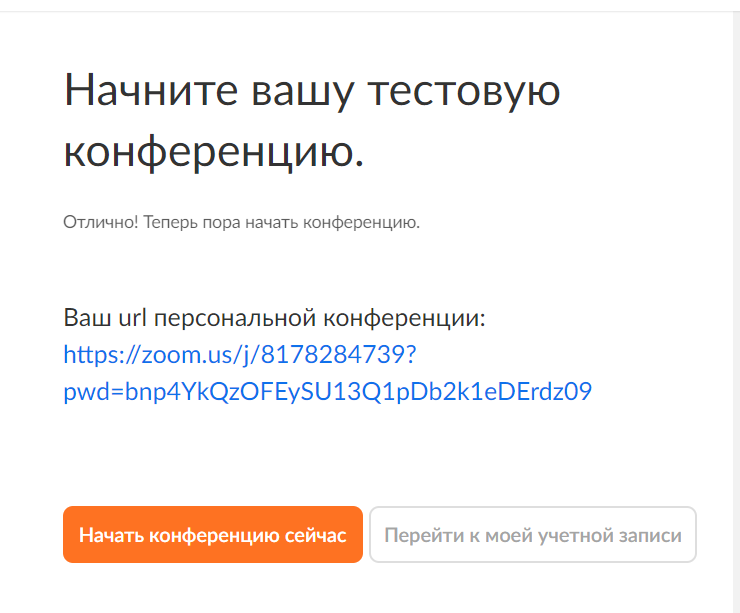 Начните вашу тестовую
конференцию.
Отлично! Теперь пора начать конференцию.
Ваш url персональной конференции:
https://zoom.us/j/8178284739?
pwd=bnp4YkQzOFEySU13Q1pDb2k1eDErdz09
Начать конференцию сейчас
Перейти к моей учетной записи